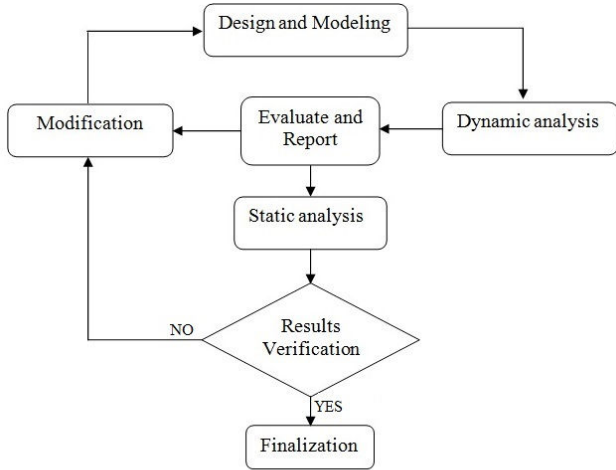 Design and Modeling
Modification
Evaluate and
Report
Dynamic analysis
Static analysis
Results
Verification
NO
YES
Finalization